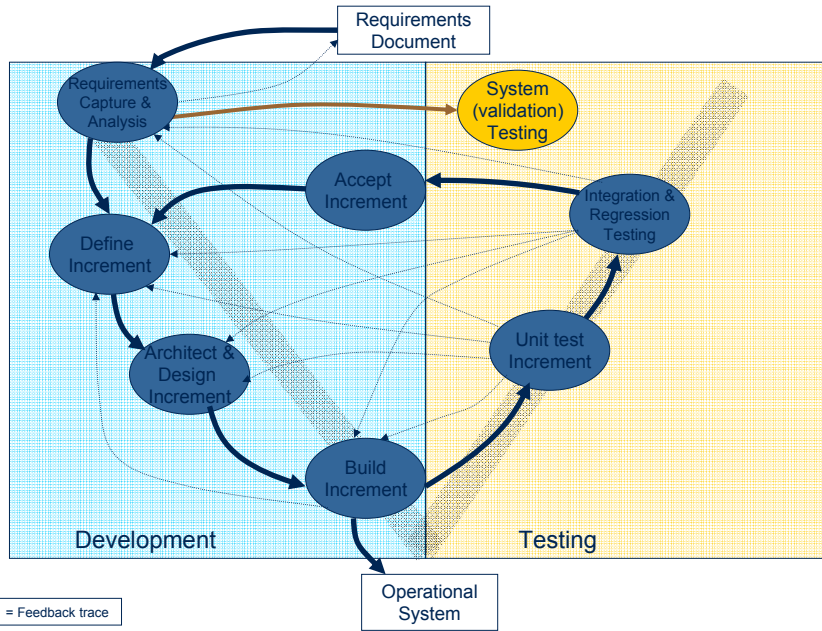 Requirements
Document
Requirements
Capture &
Analysis
System
(validation)
Testing
Accept
Increment
Integration &
Regression
Testing
Define
Increment
Architect &
Design
Increment
Unit test
Increment
Build
Increment
Development
Testing
Operational
System
= Feedback trace